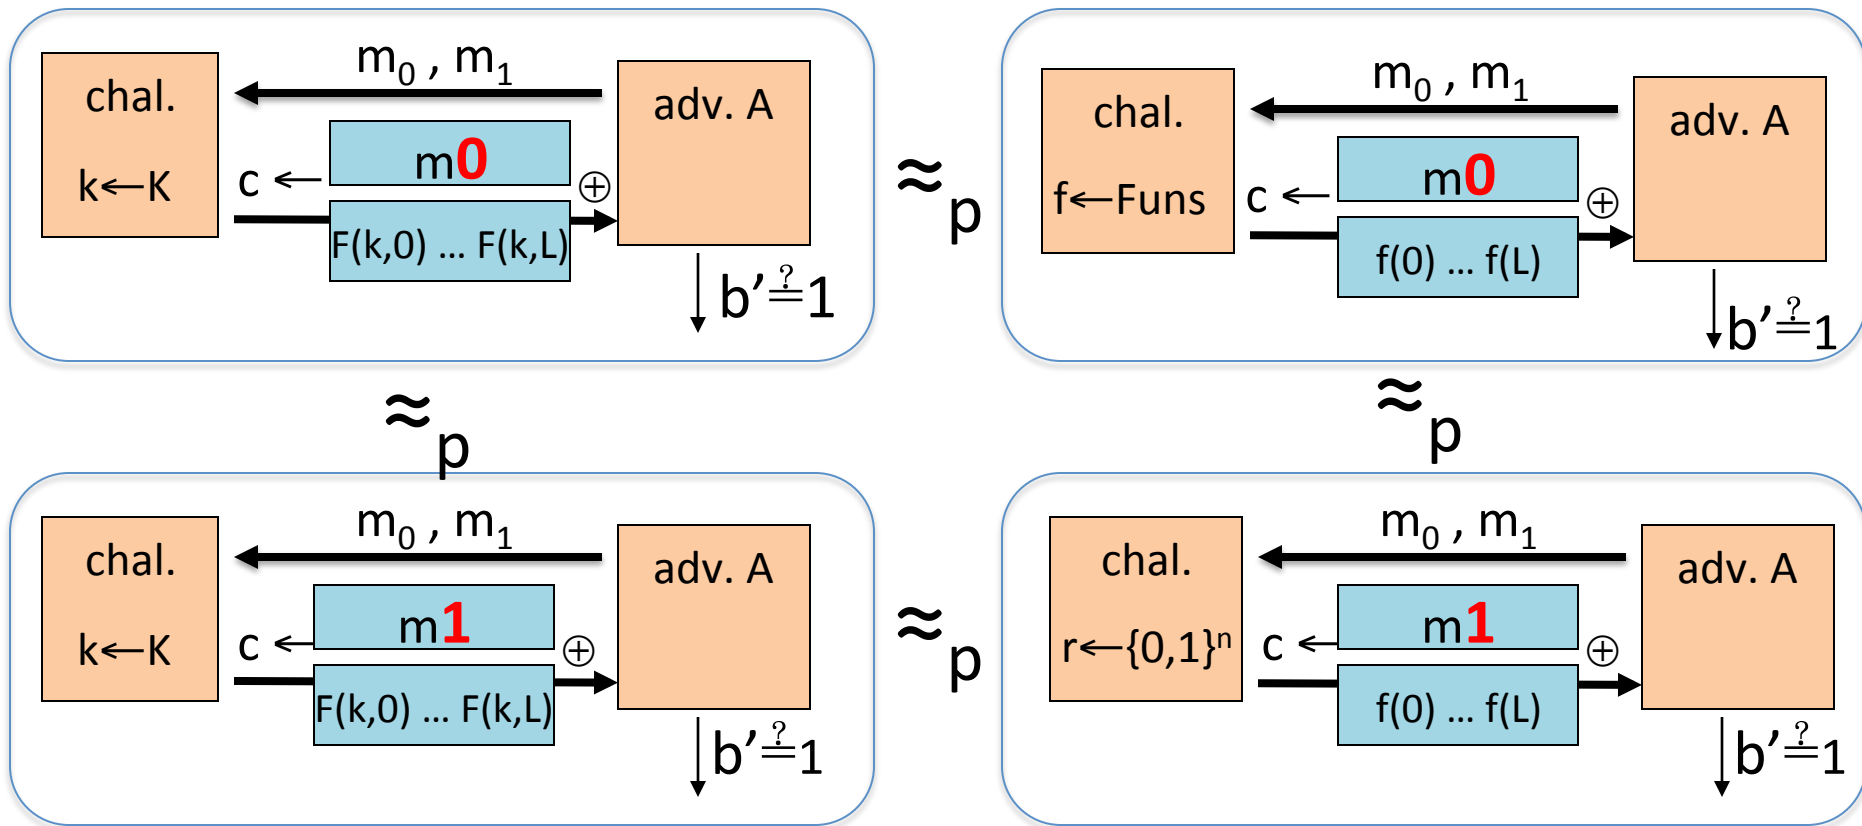 m0 , m1
chal.
adv. A
k←K
c ←
m0
⊕
F(k,0) ... F(k,L)
b' ≟ 1
≈p
m0 , m1
chal.
adv. A
f←Funs
c ←
m0
⊕
f(0) ... f(L)
b' ≟ 1
≈p
≈p
m0 , m1
chal.
adv. A
k←K
c ←
m1
⊕
F(k,0) ... F(k,L)
b' ≟ 1
≈p
m0 , m1
chal.
adv. A
r←{0,1}ⁿ
c ←
m1
⊕
f(0) ... f(L)
b' ≟ 1